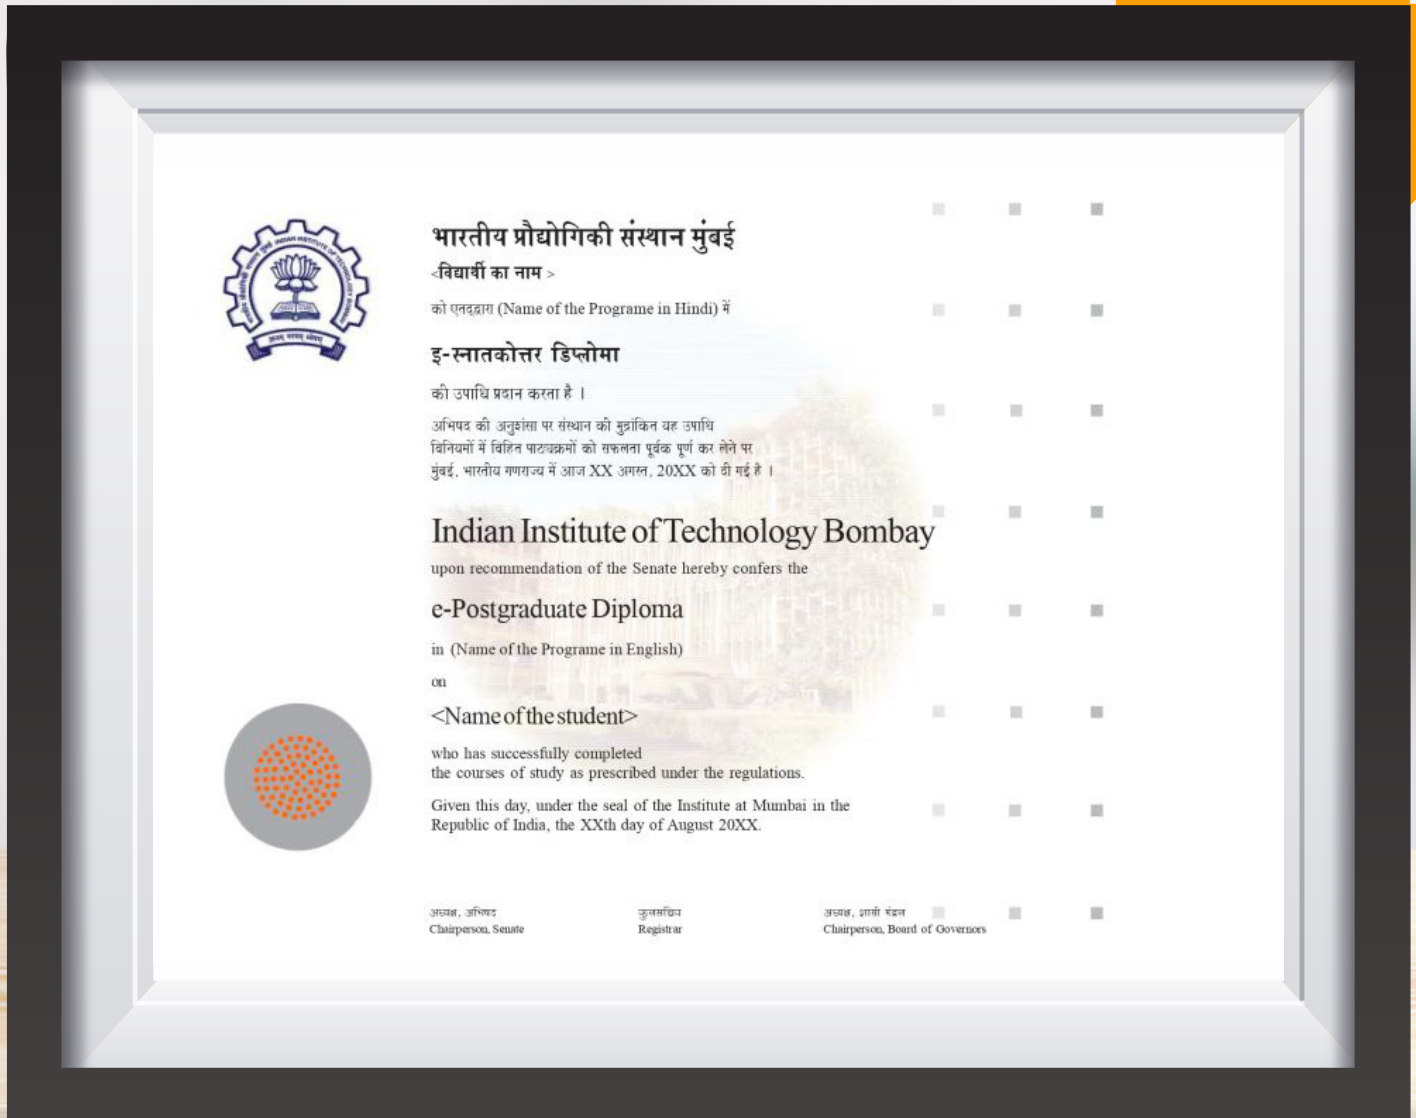 भारतीय प्रौद्योगिकी संस्थान मुंबई
<विद्यार्थी का नाम >
को एतद्द्वारा (Name of the Programe in Hindi) में
इ-स्नातकोत्तर डिप्लोमा
की उपाधि प्रदान करता है ।
अभिषद की अनुशंसा पर संस्थान की मुद्रांकित यह उपाधि
विनियमों में विहित पाठ्यक्रमों को सफलता पूर्वक पूर्ण कर लेने पर
मुंबई, भारतीय गणराज्य में आज XX अगस्त, 20XX को दी गई है ।
Indian Institute of Technology Bombay
upon recommendation of the Senate hereby confers the
e-Postgraduate Diploma
in (Name of the Programe in English)
on
<Name of the student>
who has successfully completed
the courses of study as prescribed under the regulations.
Given this day, under the seal of the Institute at Mumbai in the
Republic of India, the XXth day of August 20XX.
अध्यक्ष, अभिषद
Chairperson, Senate
कुलसचिव
Registrar
अध्यक्ष, शासी मंडल
Chairperson, Board of Governors